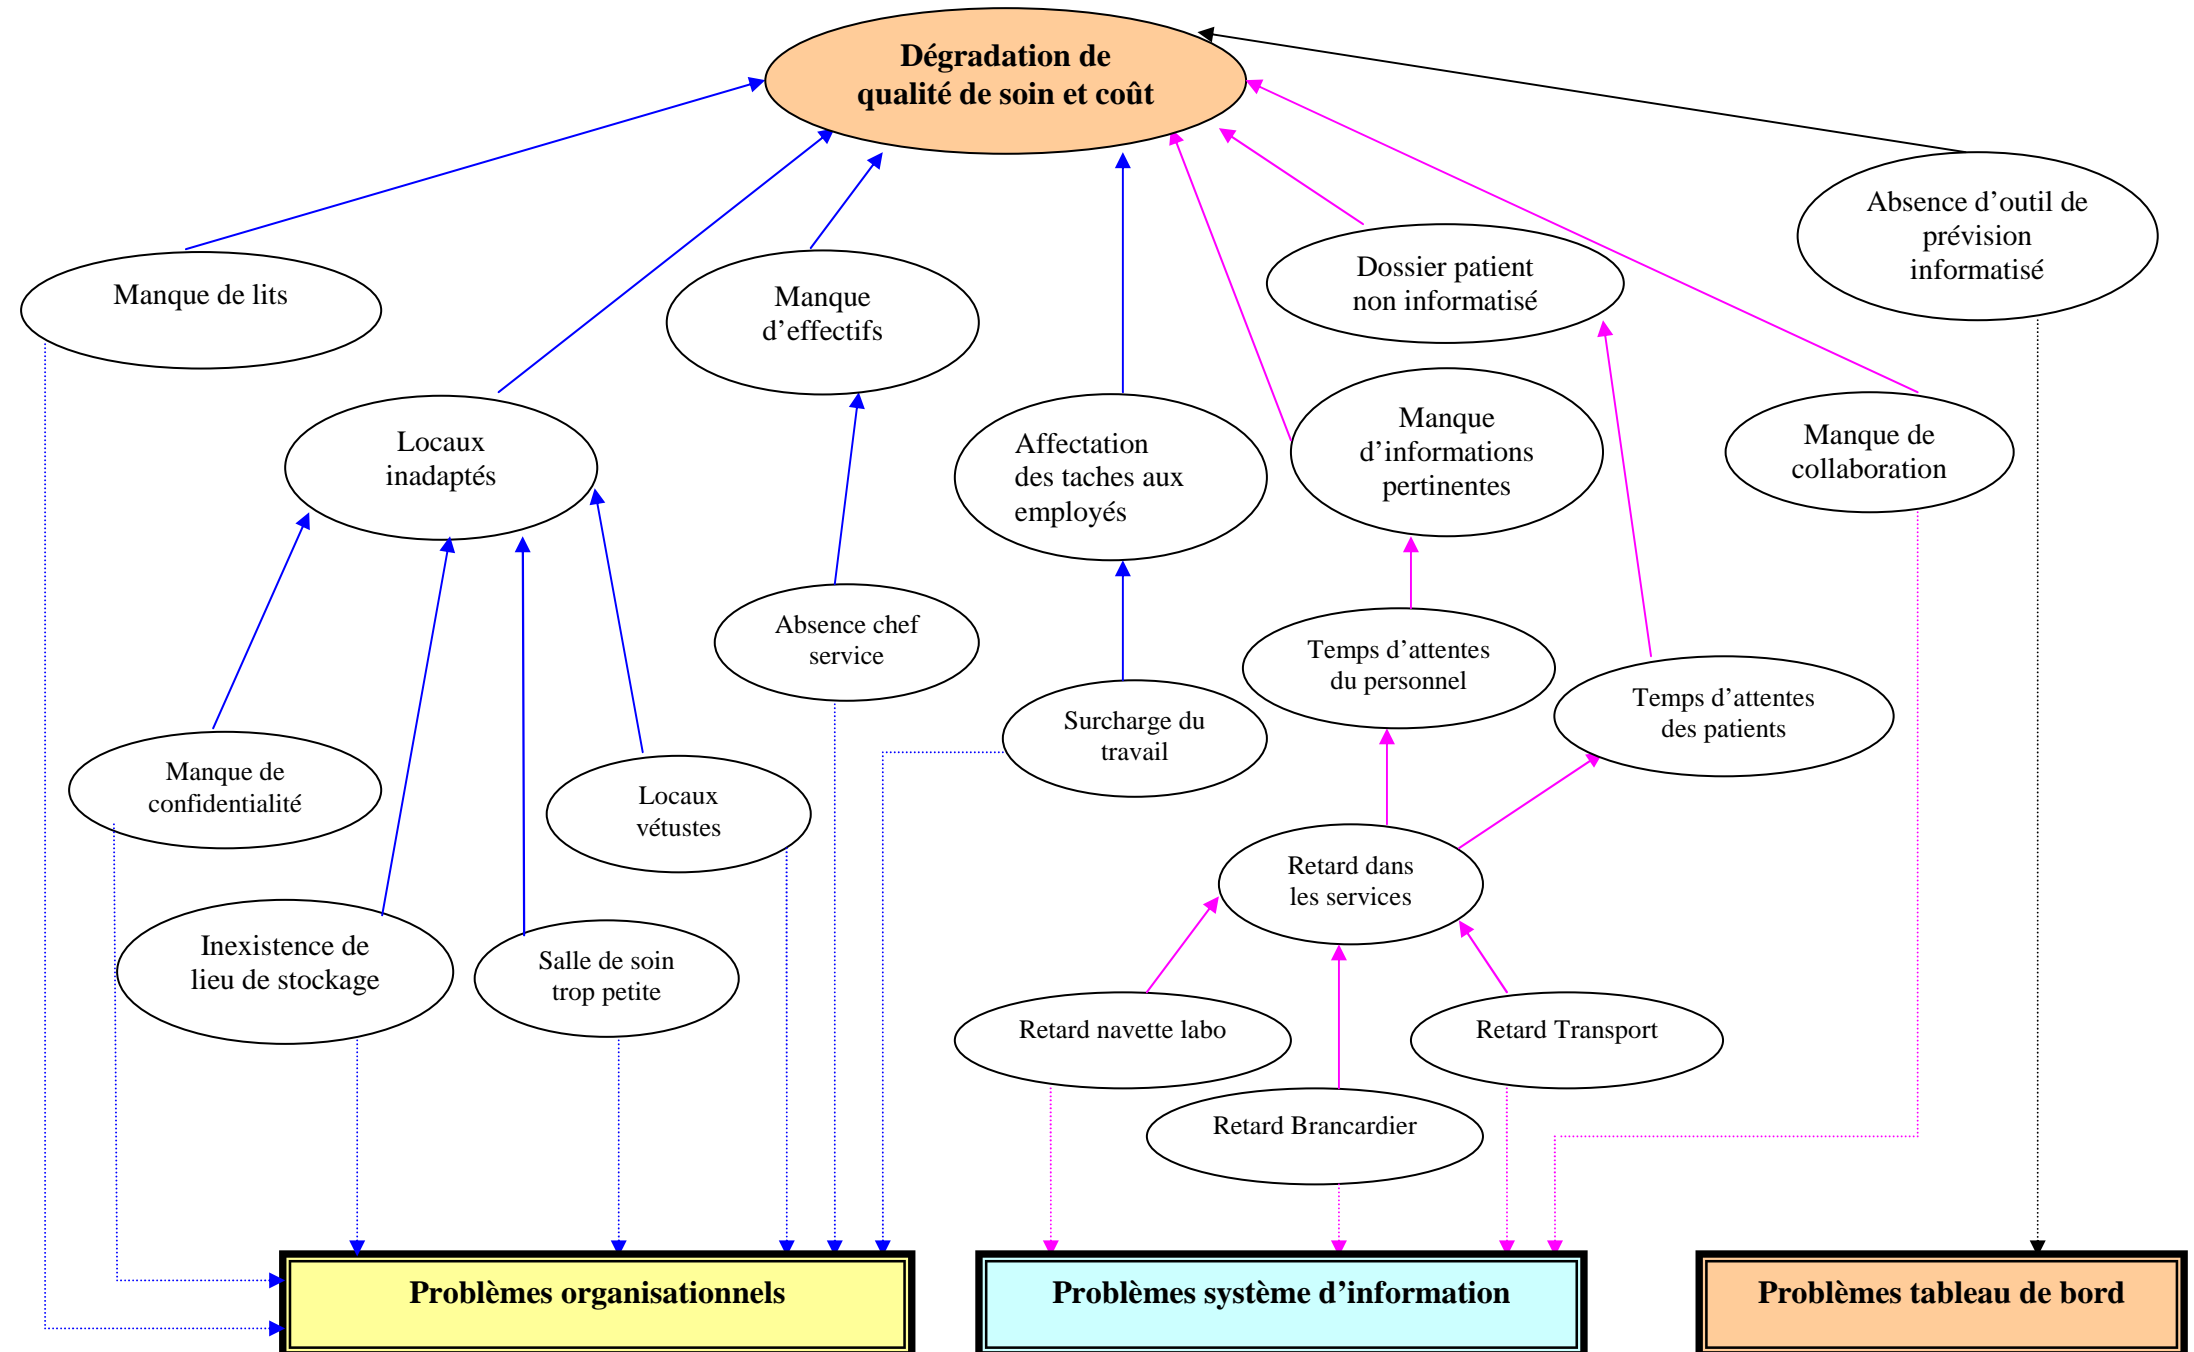 Dégradation de
qualité de soin et coût
Absence d’outil de
prévision
informatisé
Manque de lits
Manque
d’effectifs
Dossier patient
non informatisé
Locaux
inadaptés
Affectation
des taches aux
employés
Manque
d’informations
pertinentes
Manque de
collaboration
Absence chef
service
Temps d’attentes
du personnel
Temps d’attentes
des patients
Surcharge du
travail
Manque de
confidentialité
Locaux
vétustes
Retard dans
les services
Inexistence de
lieu de stockage
Salle de soin
trop petite
Retard navette labo
Retard Transport
Retard Brancardier
Problèmes organisationnels
Problèmes système d’information
Problèmes tableau de bord